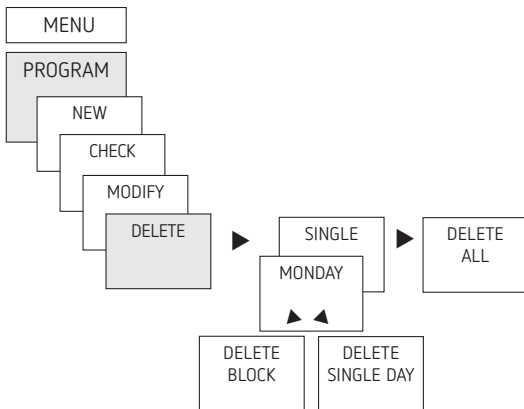 MENU
PROGRAM
NEW
CHECK
MODIFY
DELETE
SINGLE
MONDAY
DELETE
ALL
DELETE
BLOCK
DELETE
SINGLE DAY